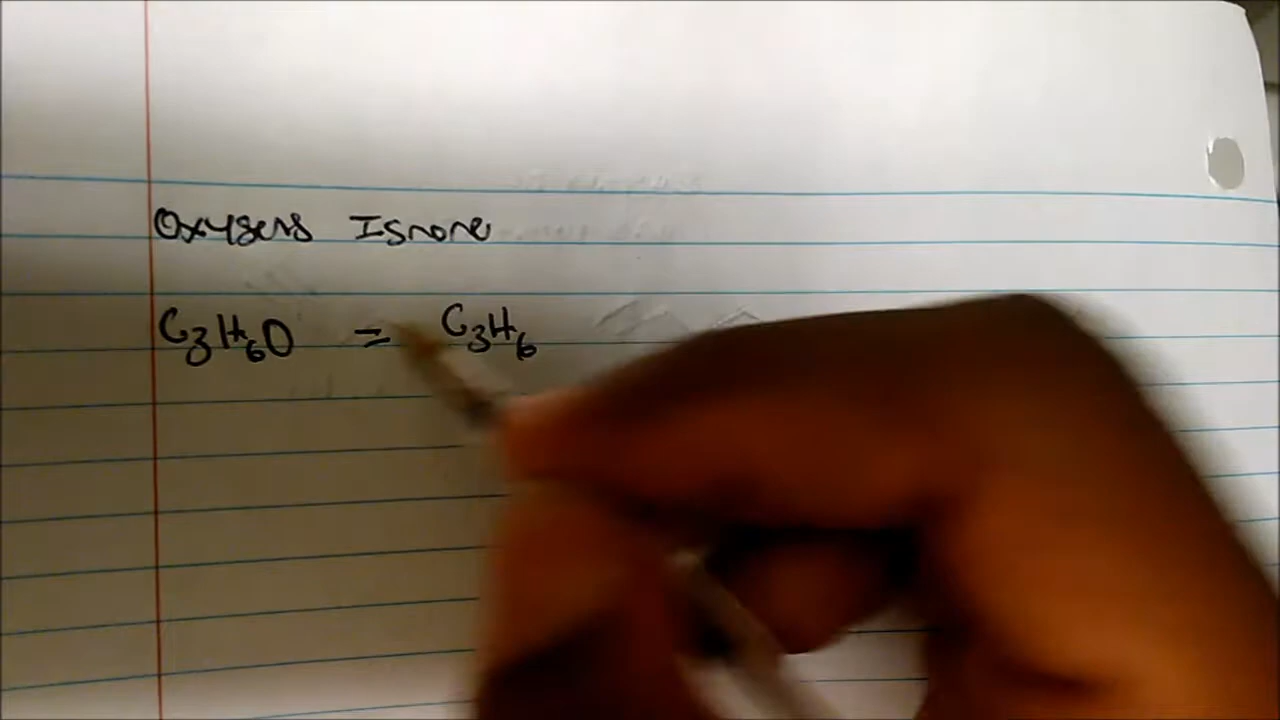 Oxygens Ignore
C₃H₆O = C₃H₆